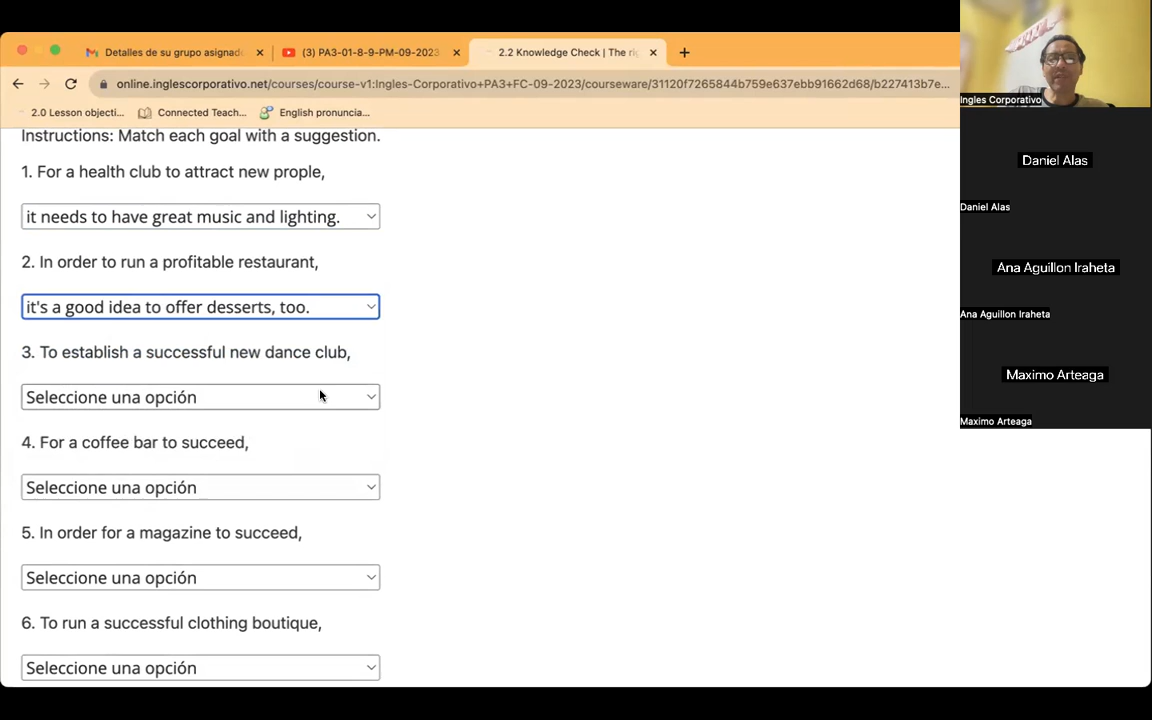 Detalles de su grupo asignad
(3) PA3-01-8-9-PM-09-2023
2.2 Knowledge Check | The ri
online.inglescorporativo.net/courses/course-v1:Ingles-Corporativo+PA3+FC-09-2023/courseware/31120f7265844b759e637ebb91662d68/b227413b7e...
2.0 Lesson objecti...
Connected Teach...
English pronuncia...
Instructions: Match each goal with a suggestion.
1. For a health club to attract new prople,
it needs to have great music and lighting.
2. In order to run a profitable restaurant,
it's a good idea to offer desserts, too.
3. To establish a successful new dance club,
Seleccione una opción
4. For a coffee bar to succeed,
Seleccione una opción
5. In order for a magazine to succeed,
Seleccione una opción
6. To run a successful clothing boutique,
Seleccione una opción
Ingles Corporativo
Daniel Alas
Daniel Alas
Ana Aguillon Iraheta
Ana Aguillon Iraheta
Maximo Arteaga
Maximo Arteaga